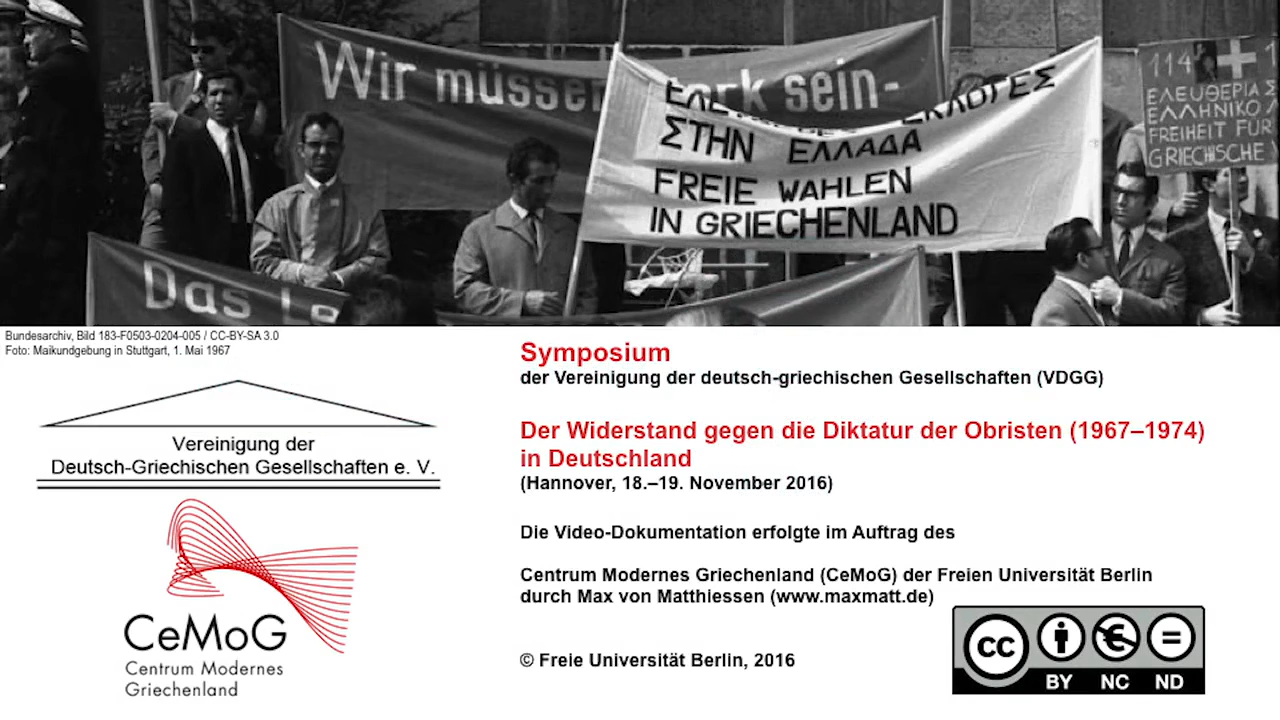 Wir müssen stark sein-
ΕΚΛΟΓΕΣ
ΣΤΗΝ ΕΛΛΑΔΑ
FREIE WAHLEN
IN GRIECHENLAND
114
ΕΛΕΥΘΕΡΙΑ Σ
ΕΛΛΗΝΙΚΟ Λ
FREIHEIT FÜR
GRIECHISCHE
Das
Bundesarchiv, Bild 183-F0503-0204-005 / CC-BY-SA 3.0
Foto: Maikundgebung in Stuttgart, 1. Mai 1967
Vereinigung der
Deutsch-Griechischen Gesellschaften e. V.
CeMoG
Centrum Modernes
Griechenland
Symposium
der Vereinigung der deutsch-griechischen Gesellschaften (VDGG)
Der Widerstand gegen die Diktatur der Obristen (1967–1974)
in Deutschland
(Hannover, 18.–19. November 2016)
Die Video-Dokumentation erfolgte im Auftrag des
Centrum Modernes Griechenland (CeMoG) der Freien Universität Berlin
durch Max von Matthiessen (www.maxmatt.de)
© Freie Universität Berlin, 2016
cc
BY NC ND